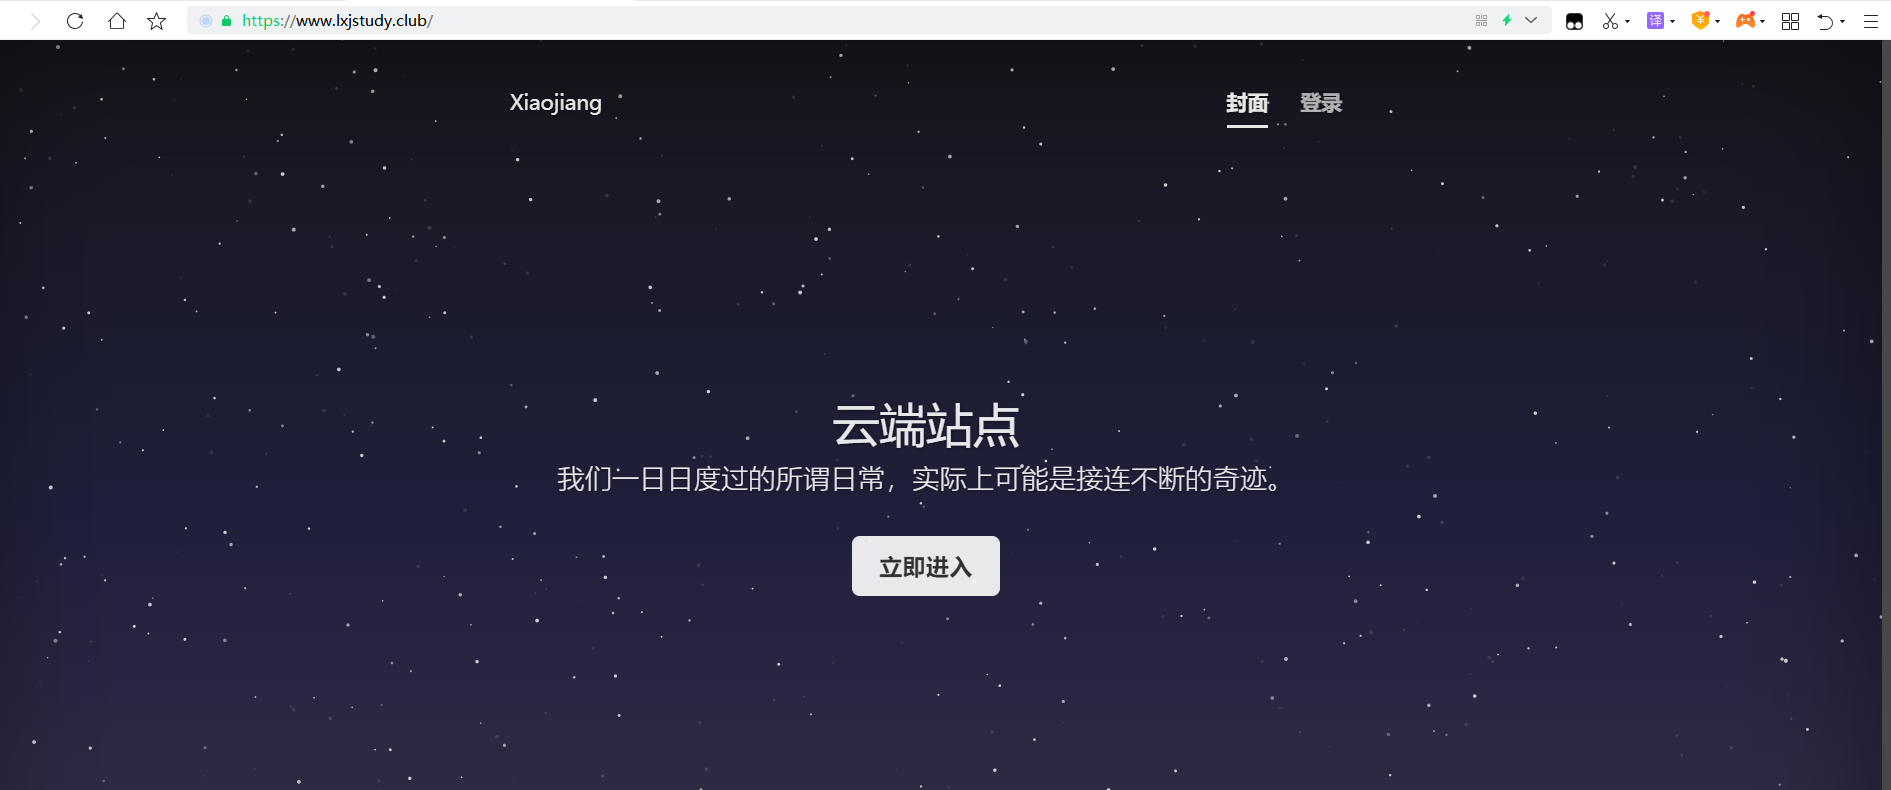 https://www.lxjstudy.club/
译
Xiaojiang
封面 登录
云端站点
我们一日日度过的所谓日常，实际上可能是接连不断的奇迹。
立即进入